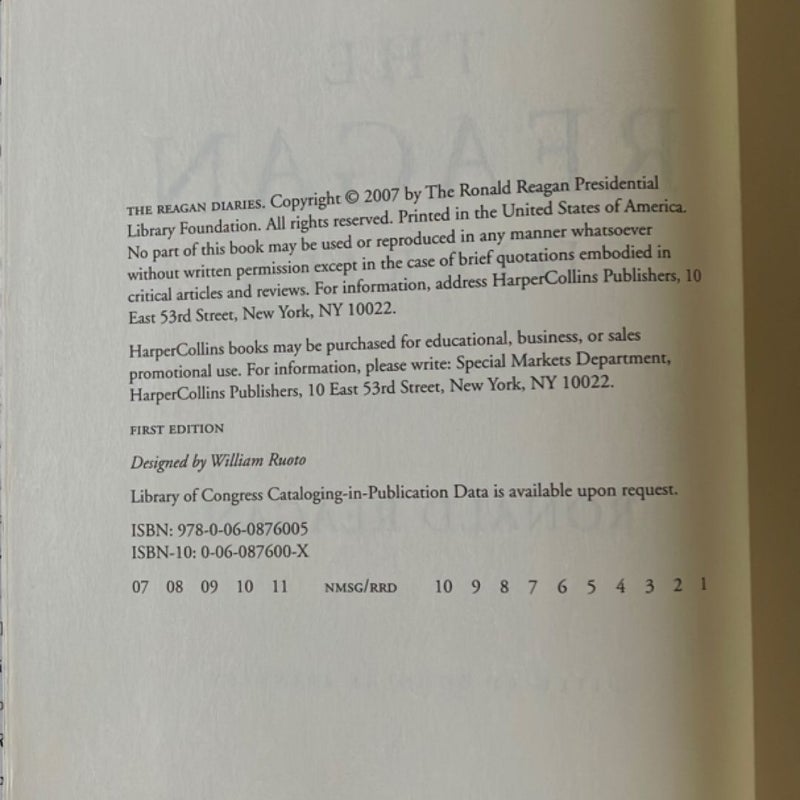 THE REAGAN DIARIES. Copyright © 2007 by The Ronald Reagan Presidential
Library Foundation. All rights reserved. Printed in the United States of America.
No part of this book may be used or reproduced in any manner whatsoever
without written permission except in the case of brief quotations embodied in
critical articles and reviews. For information, address HarperCollins Publishers, 10
East 53rd Street, New York, NY 10022.
HarperCollins books may be purchased for educational, business, or sales
promotional use. For information, please write: Special Markets Department,
HarperCollins Publishers, 10 East 53rd Street, New York, NY 10022.
FIRST EDITION
Designed by William Ruoto
Library of Congress Cataloging-in-Publication Data is available upon request.
ISBN: 978-0-06-0876005
ISBN-10: 0-06-087600-X
07 08 09 10 11 NMSG/RRD 10 9 8 7 6 5 4 3 2 1